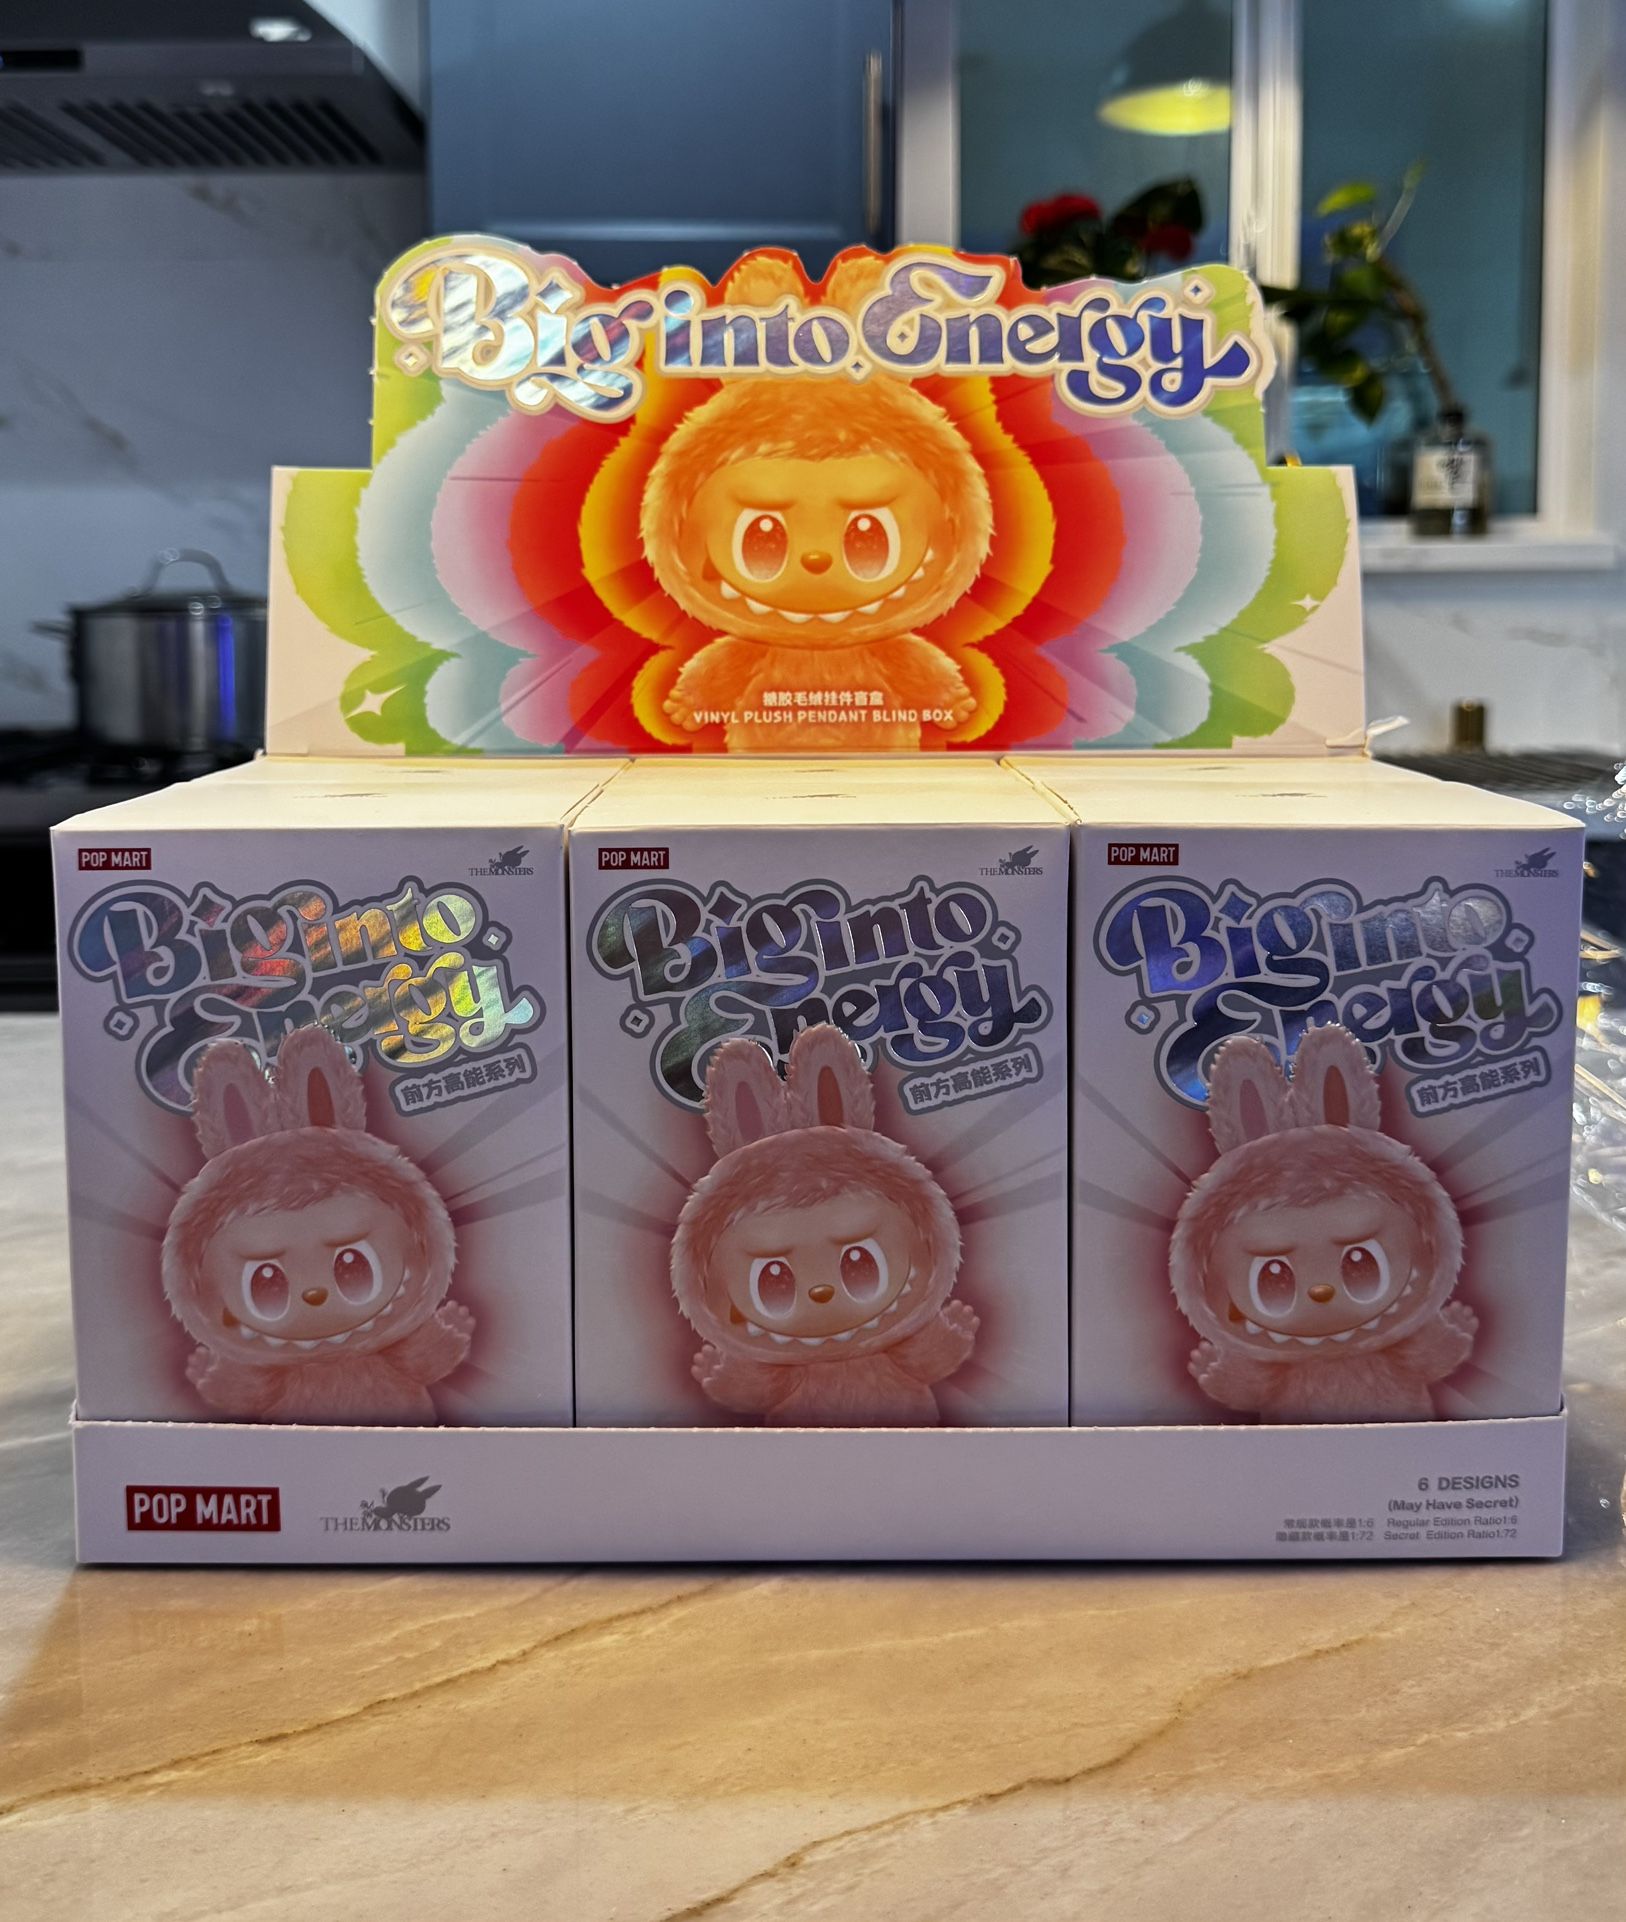 Big into Energy
搪胶毛绒挂件盲盒
VINYL PLUSH PENDANT BLIND BOX
POP MART
THE MONSTERS
Big into
Energy
前方高能系列
POP MART
THE MONSTERS
Big into
Energy
前方高能系列
POP MART
THE MONSTERS
Big into
Energy
前方高能系列
POP MART
THE MONSTERS
6 DESIGNS
(May Have Secret)
常规款概率是1:6 Regular Edition Ratio1:6
隐藏款概率是1:72 Secret Edition Ratio1:72